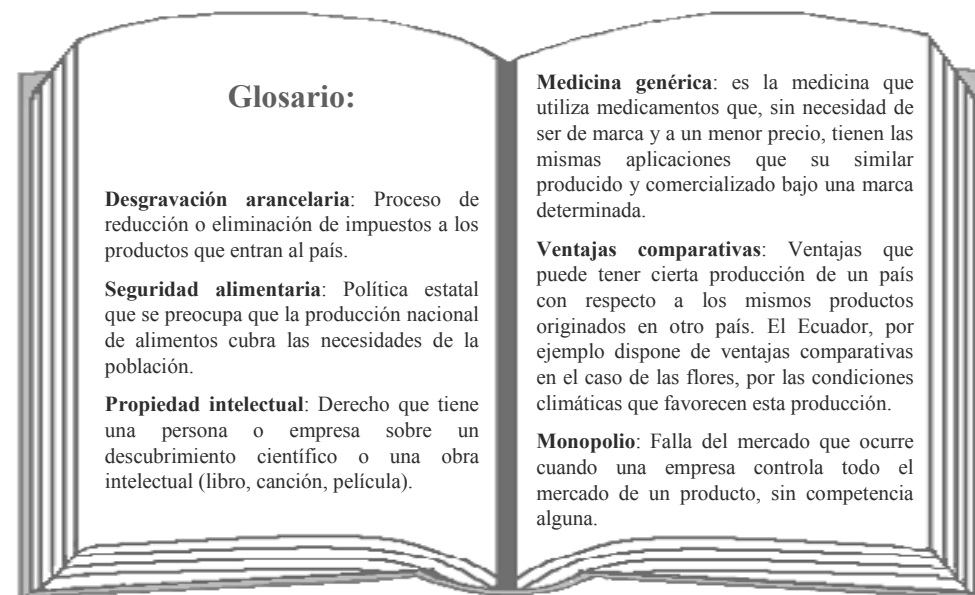 Glosario:
Desgravación arancelaria: Proceso de
reducción o eliminación de impuestos a los
productos que entran al país.
Seguridad alimentaria: Política estatal
que se preocupa que la producción nacional
de alimentos cubra las necesidades de la
población.
Propiedad intelectual: Derecho que tiene
una persona o empresa sobre un
descubrimiento científico o una obra
intelectual (libro, canción, película).
Medicina genérica: es la medicina que
utiliza medicamentos que, sin necesidad de
ser de marca y a un menor precio, tienen las
mismas aplicaciones que su similar
producido y comercializado bajo una marca
determinada.
Ventajas comparativas: Ventajas que
puede tener cierta producción de un país
con respecto a los mismos productos
originados en otro país. El Ecuador, por
ejemplo dispone de ventajas comparativas
en el caso de las flores, por las condiciones
climáticas que favorecen esta producción.
Monopolio: Falla del mercado que ocurre
cuando una empresa controla todo el
mercado de un producto, sin competencia
alguna.